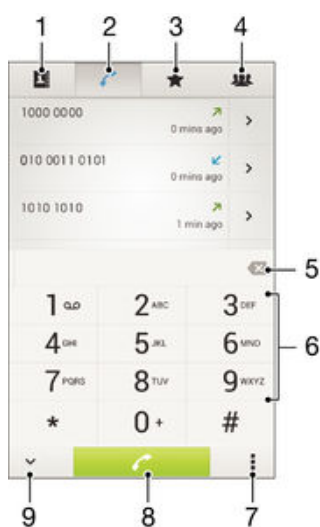 1 2 3 4
1000 0000
0 mins ago
010 0011 0101
0 mins ago
1010 1010
1 min ago
5
1 2 ABC 3 DEF
4 GHI 5 JKL 6 MNO
6
7 PQRS 8 TUV 9 WXYZ
* 0 + #
9 8 7